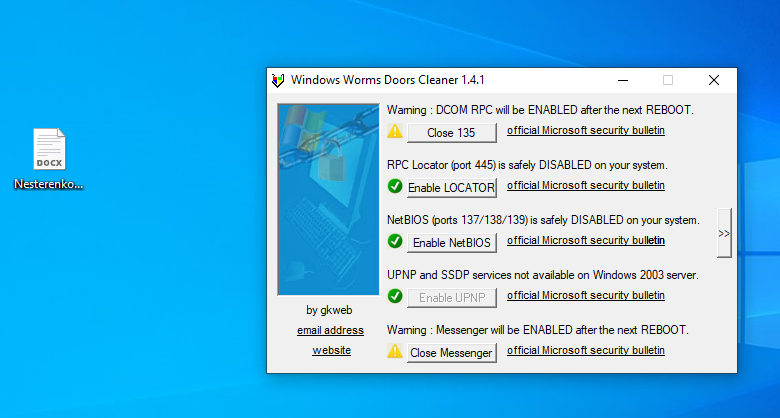 DOCX
Nesterenko...
Windows Worms Doors Cleaner 1.4.1
Warning : DCOM RPC will be ENABLED after the next REBOOT.
Close 135
official Microsoft security bulletin
RPC Locator (port 445) is safely DISABLED on your system.
Enable LOCATOR
official Microsoft security bulletin
NetBIOS (ports 137/138/139) is safely DISABLED on your system.
Enable NetBIOS
official Microsoft security bulletin
>>
UPNP and SSDP services not available on Windows 2003 server.
Enable UPNP
official Microsoft security bulletin
by gkweb
email address
website
Warning : Messenger will be ENABLED after the next REBOOT.
Close Messenger
official Microsoft security bulletin